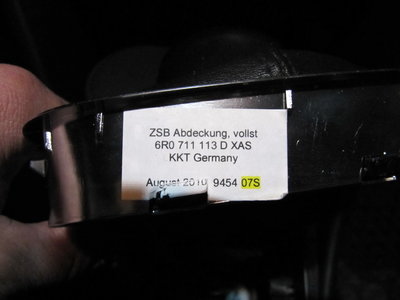 ZSB Abdeckung, vollst
6R0 711 113 D XAS
KKT Germany
August 2010 9454 07S